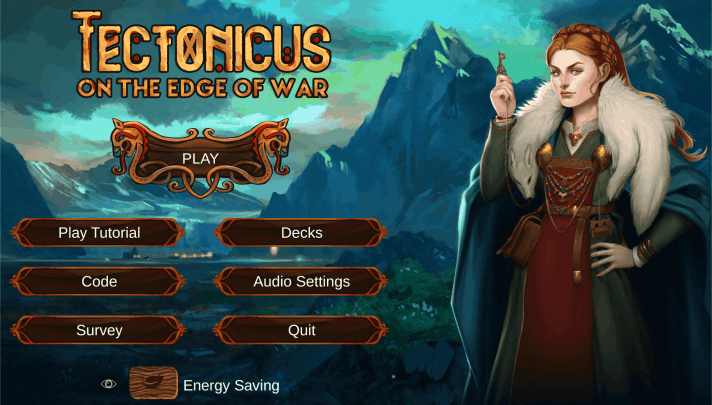 TECTONICUS
ON THE EDGE OF WAR
PLAY
Play Tutorial
Decks
Code
Audio Settings
Survey
Quit
Energy Saving